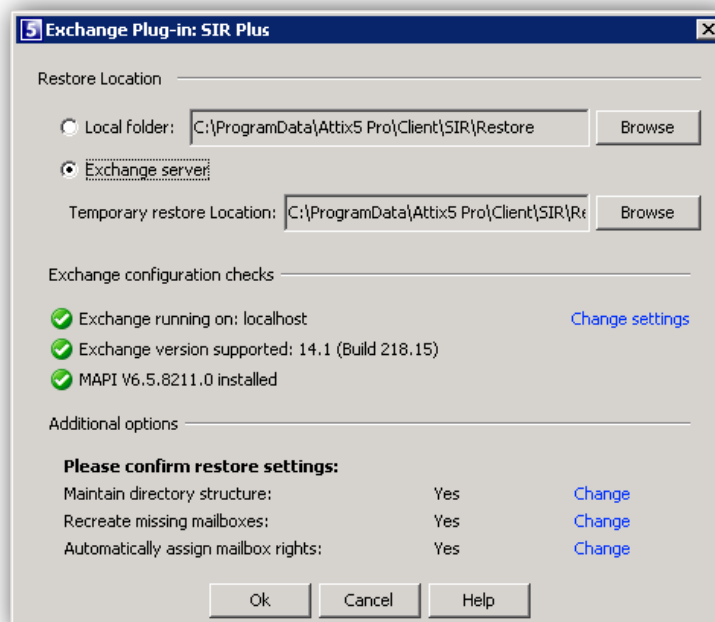 5 Exchange Plug-in: SIR Plus
Restore Location
Local folder: C:\ProgramData\Attix5 Pro\Client\SIR\Restore Browse
Exchange server
Temporary restore Location: C:\ProgramData\Attix5 Pro\Client\SIR\Re Browse
Exchange configuration checks
Exchange running on: localhost Change settings
Exchange version supported: 14.1 (Build 218.15)
MAPI V6.5.8211.0 installed
Additional options
Please confirm restore settings:
Maintain directory structure: Yes Change
Recreate missing mailboxes: Yes Change
Automatically assign mailbox rights: Yes Change
Ok Cancel Help